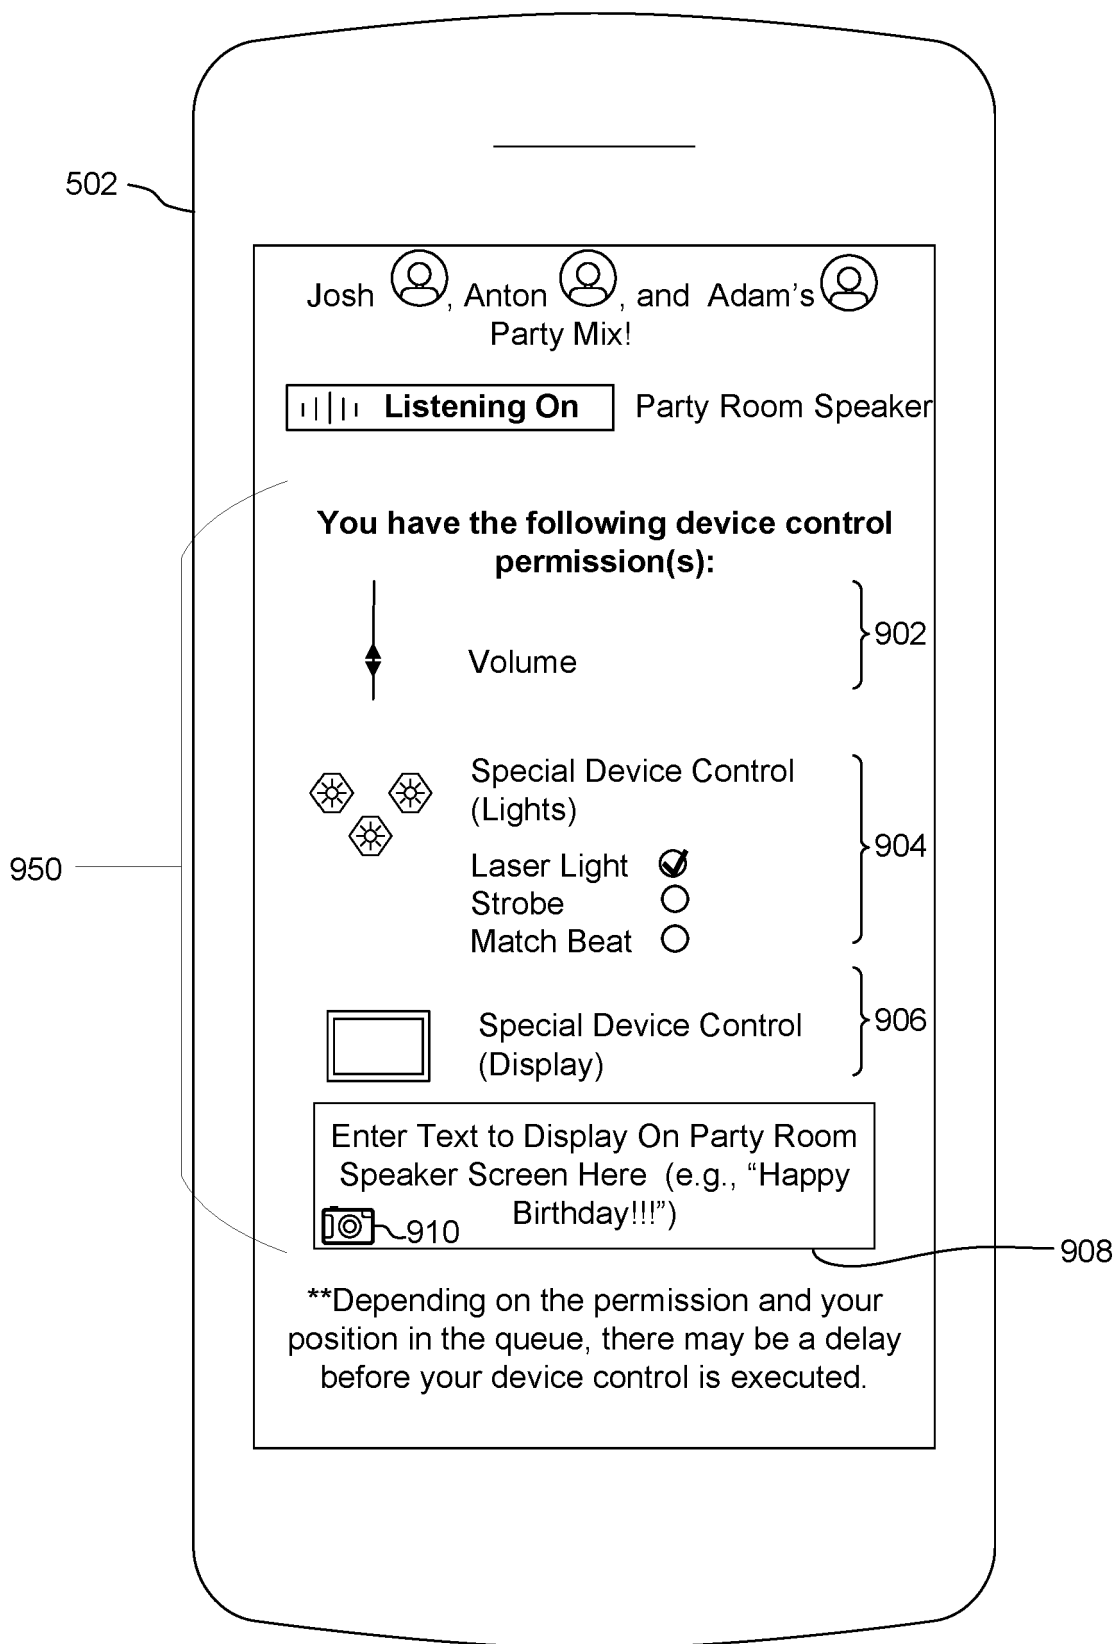 502
Josh , Anton , and Adam's
Party Mix!
Listening On Party Room Speaker
You have the following device control
permission(s):
Volume
902
Special Device Control
(Lights)
Laser Light
Strobe
Match Beat
904
950
Special Device Control
(Display)
906
Enter Text to Display On Party Room
Speaker Screen Here (e.g., “Happy
Birthday!!!”)
910
908
**Depending on the permission and your
position in the queue, there may be a delay
before your device control is executed.